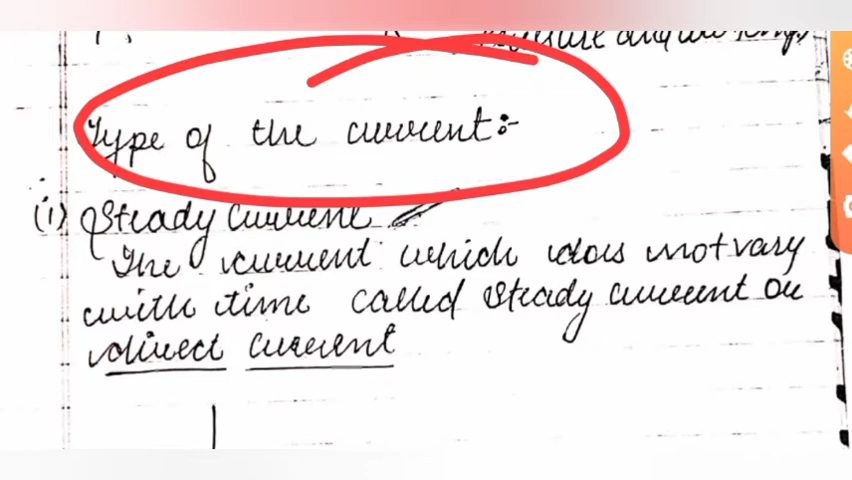 Type of the current:-
(i) Steady current
The current which does not vary
with time called steady current or
direct current